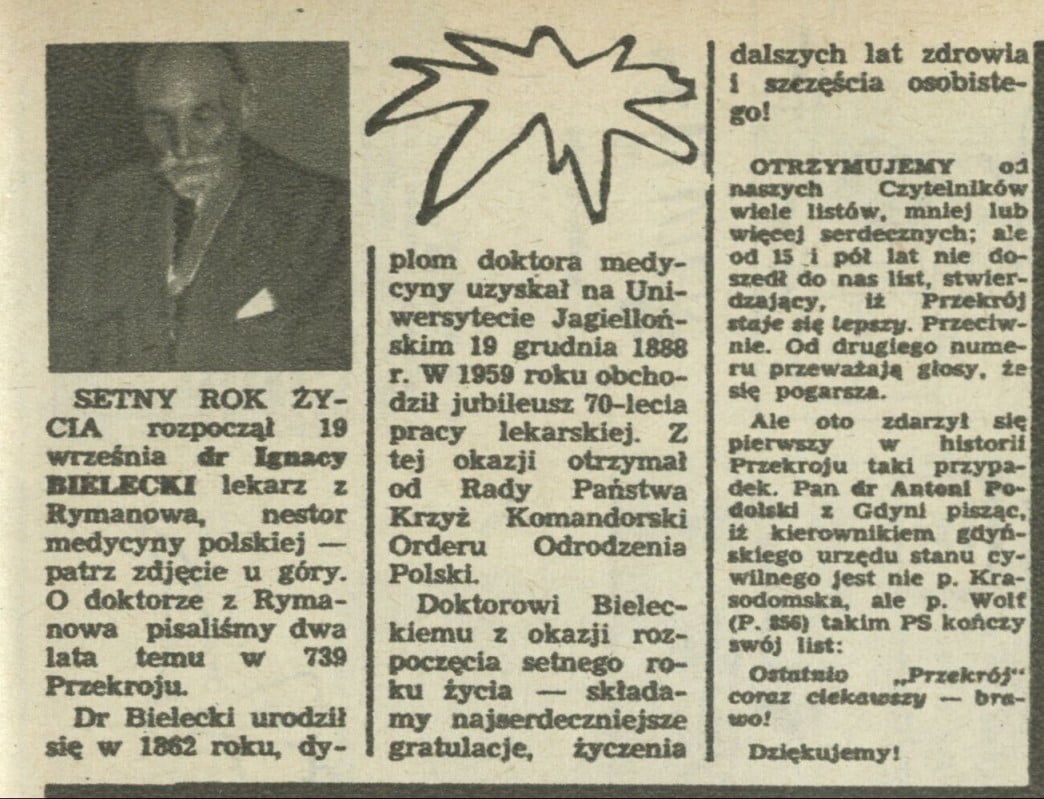 SETNY ROK ŻY-
CIA rozpoczął 19
września dr Ignacy
BIELECKI lekarz z
Rymanowa, nestor
medycyny polskiej —
patrz zdjęcie u góry.
O doktorze z Ryma-
nowa pisaliśmy dwa
lata temu w 739
Przekroju.
Dr Bielecki urodził
się w 1862 roku, dy-
plom doktora medy-
cyny uzyskał na Uni-
wersytecie Jagielloń-
skim 19 grudnia 1888
r. W 1959 roku obcho-
dził jubileusz 70-lecia
pracy lekarskiej. Z
tej okazji otrzymał
od Rady Państwa
Krzyż Komandorski
Orderu Odrodzenia
Polski.
Doktorowi Bielec-
kiemu z okazji roz-
poczęcia setnego ro-
ku życia — składa-
my najserdeczniejsze
gratulacje, życzenia
dalszych lat zdrowia
i szczęścia osobiste-
go!
OTRZYMUJEMY od
naszych Czytelników
wiele listów, mniej lub
więcej serdecznych; ale
od 15 i pół lat nie do-
szedł do nas list, stwier-
dzający, iż Przekrój
staje się lepszy. Przeciw-
nie. Od drugiego nume-
ru przeważają głosy, że
się pogarsza.
Ale oto zdarzył się
pierwszy w historii
Przekroju taki przypa-
dek. Pan dr Antoni Po-
dolski z Gdyni pisząc,
iż kierownikiem gdyń-
skiego urzędu stanu cy-
wilnego jest nie p. Kra-
sodomska, ale p. Wolf
(P. 856) takim PS kończy
swój list:
Ostatnio „Przekrój“
coraz ciekawszy — bra-
wo!
Dziękujemy!